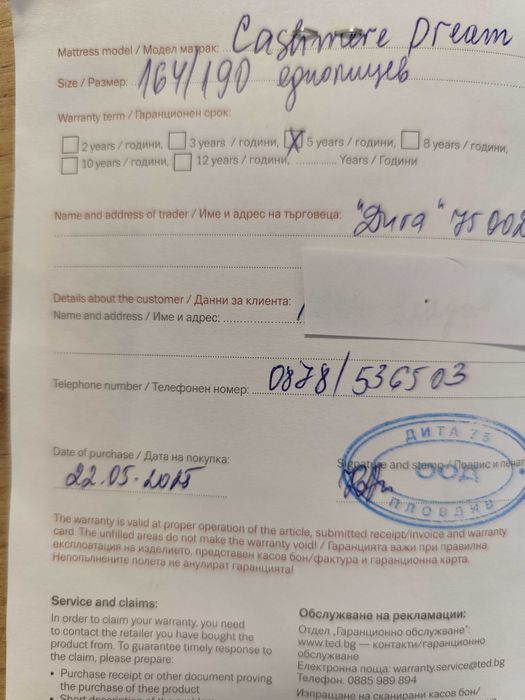 Mattress model / Модел матрак: Cashmere Dream
Size / Размер: 164/190 еднолицев
Warranty term / Гаранционен срок:
2 years / години, 3 years / години, X 5 years / години, 8 years / години,
10 years / години, 12 years / години, ............ Years / Години
Name and address of trader / Име и адрес на търговеца: "Дита" 75 ООД
Details about the customer / Данни за клиента:
Name and address / Име и адрес:
Telephone number / Телефонен номер: 0878/536503
Date of purchase / Дата на покупка:
22.05.2025
Signature and stamp / Подпис и печат
ДИТА 75
ООД
ПЛОВДИВ
The warranty is valid at proper operation of the article, submitted receipt/invoice and warranty
card. The unfilled areas do not make the warranty void! / Гаранцията важи при правилна
експлоатация на изделието, представен касов бон/фактура и гаранционна карта.
Непопълнените полета не анулират гаранцията!
Service and claims:
In order to claim your warranty, you need
to contact the retailer you have bought the
product from. To guarantee timely response to
the claim, please prepare:
• Purchase receipt or other document proving
the purchase of thee product
Обслужване на рекламации:
Отдел „Гаранционно обслужване":
www.ted.bg — контакти/гаранционно
обслужване
Електронна поща: warranty.service@ted.bg
Телефон: 0885 989 894
Изпращане на сканирани касов бон/